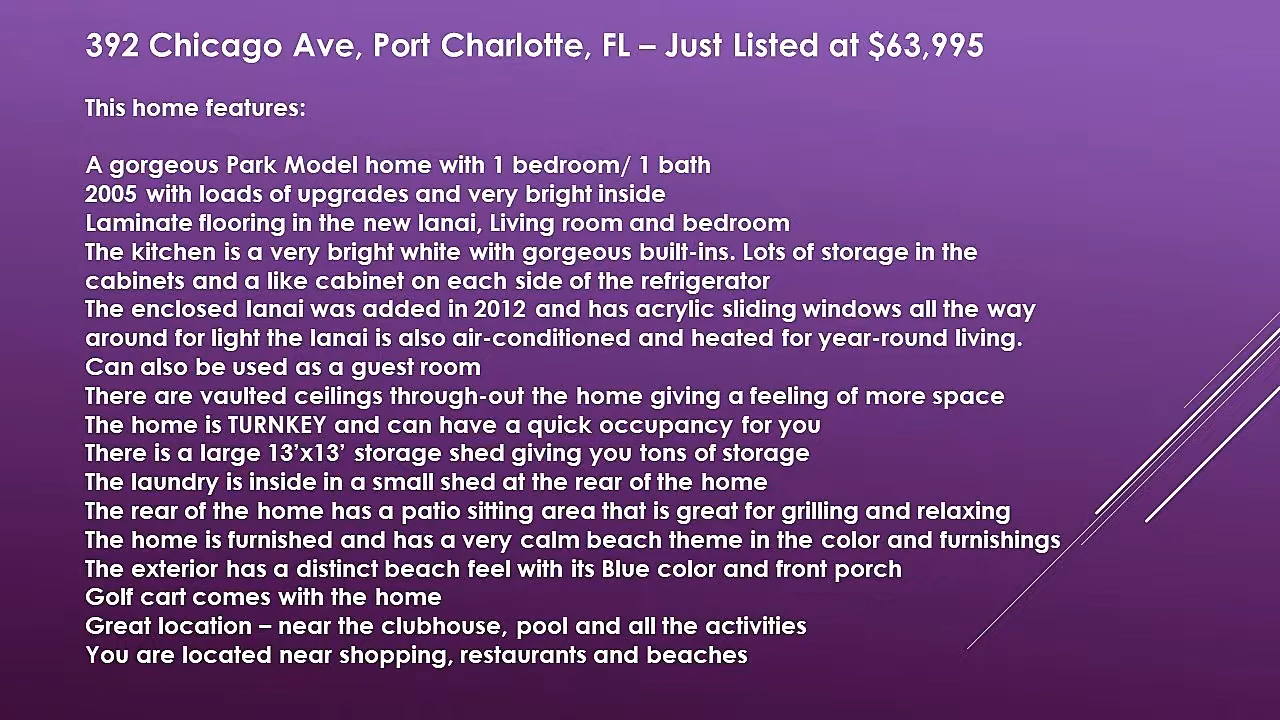 392 Chicago Ave, Port Charlotte, FL – Just Listed at $63,995
This home features:
A gorgeous Park Model home with 1 bedroom/ 1 bath
2005 with loads of upgrades and very bright inside
Laminate flooring in the new lanai, Living room and bedroom
The kitchen is a very bright white with gorgeous built-ins. Lots of storage in the
cabinets and a like cabinet on each side of the refrigerator
The enclosed lanai was added in 2012 and has acrylic sliding windows all the way
around for light the lanai is also air-conditioned and heated for year-round living.
Can also be used as a guest room
There are vaulted ceilings through-out the home giving a feeling of more space
The home is TURNKEY and can have a quick occupancy for you
There is a large 13’x13’ storage shed giving you tons of storage
The laundry is inside in a small shed at the rear of the home
The rear of the home has a patio sitting area that is great for grilling and relaxing
The home is furnished and has a very calm beach theme in the color and furnishings
The exterior has a distinct beach feel with its Blue color and front porch
Golf cart comes with the home
Great location – near the clubhouse, pool and all the activities
You are located near shopping, restaurants and beaches